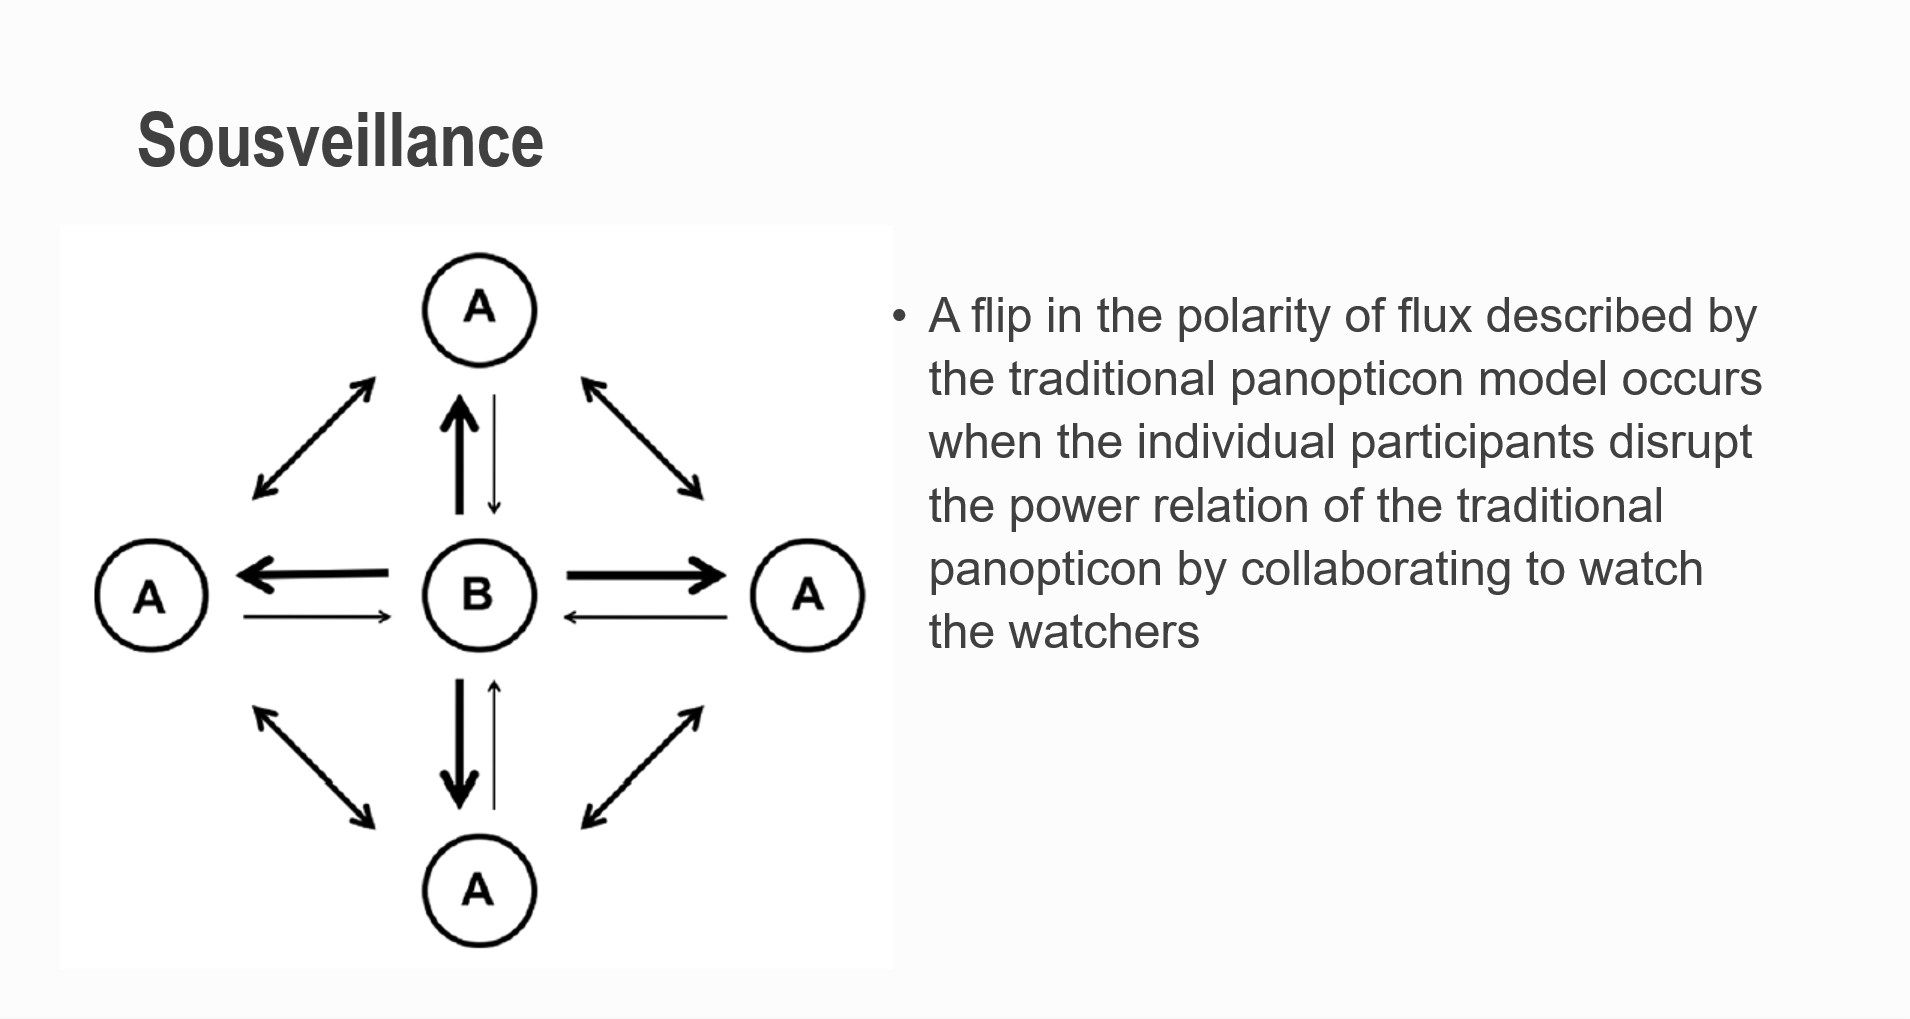 Sousveillance
A
A
B
A
A
• A flip in the polarity of flux described by
the traditional panopticon model occurs
when the individual participants disrupt
the power relation of the traditional
panopticon by collaborating to watch
the watchers